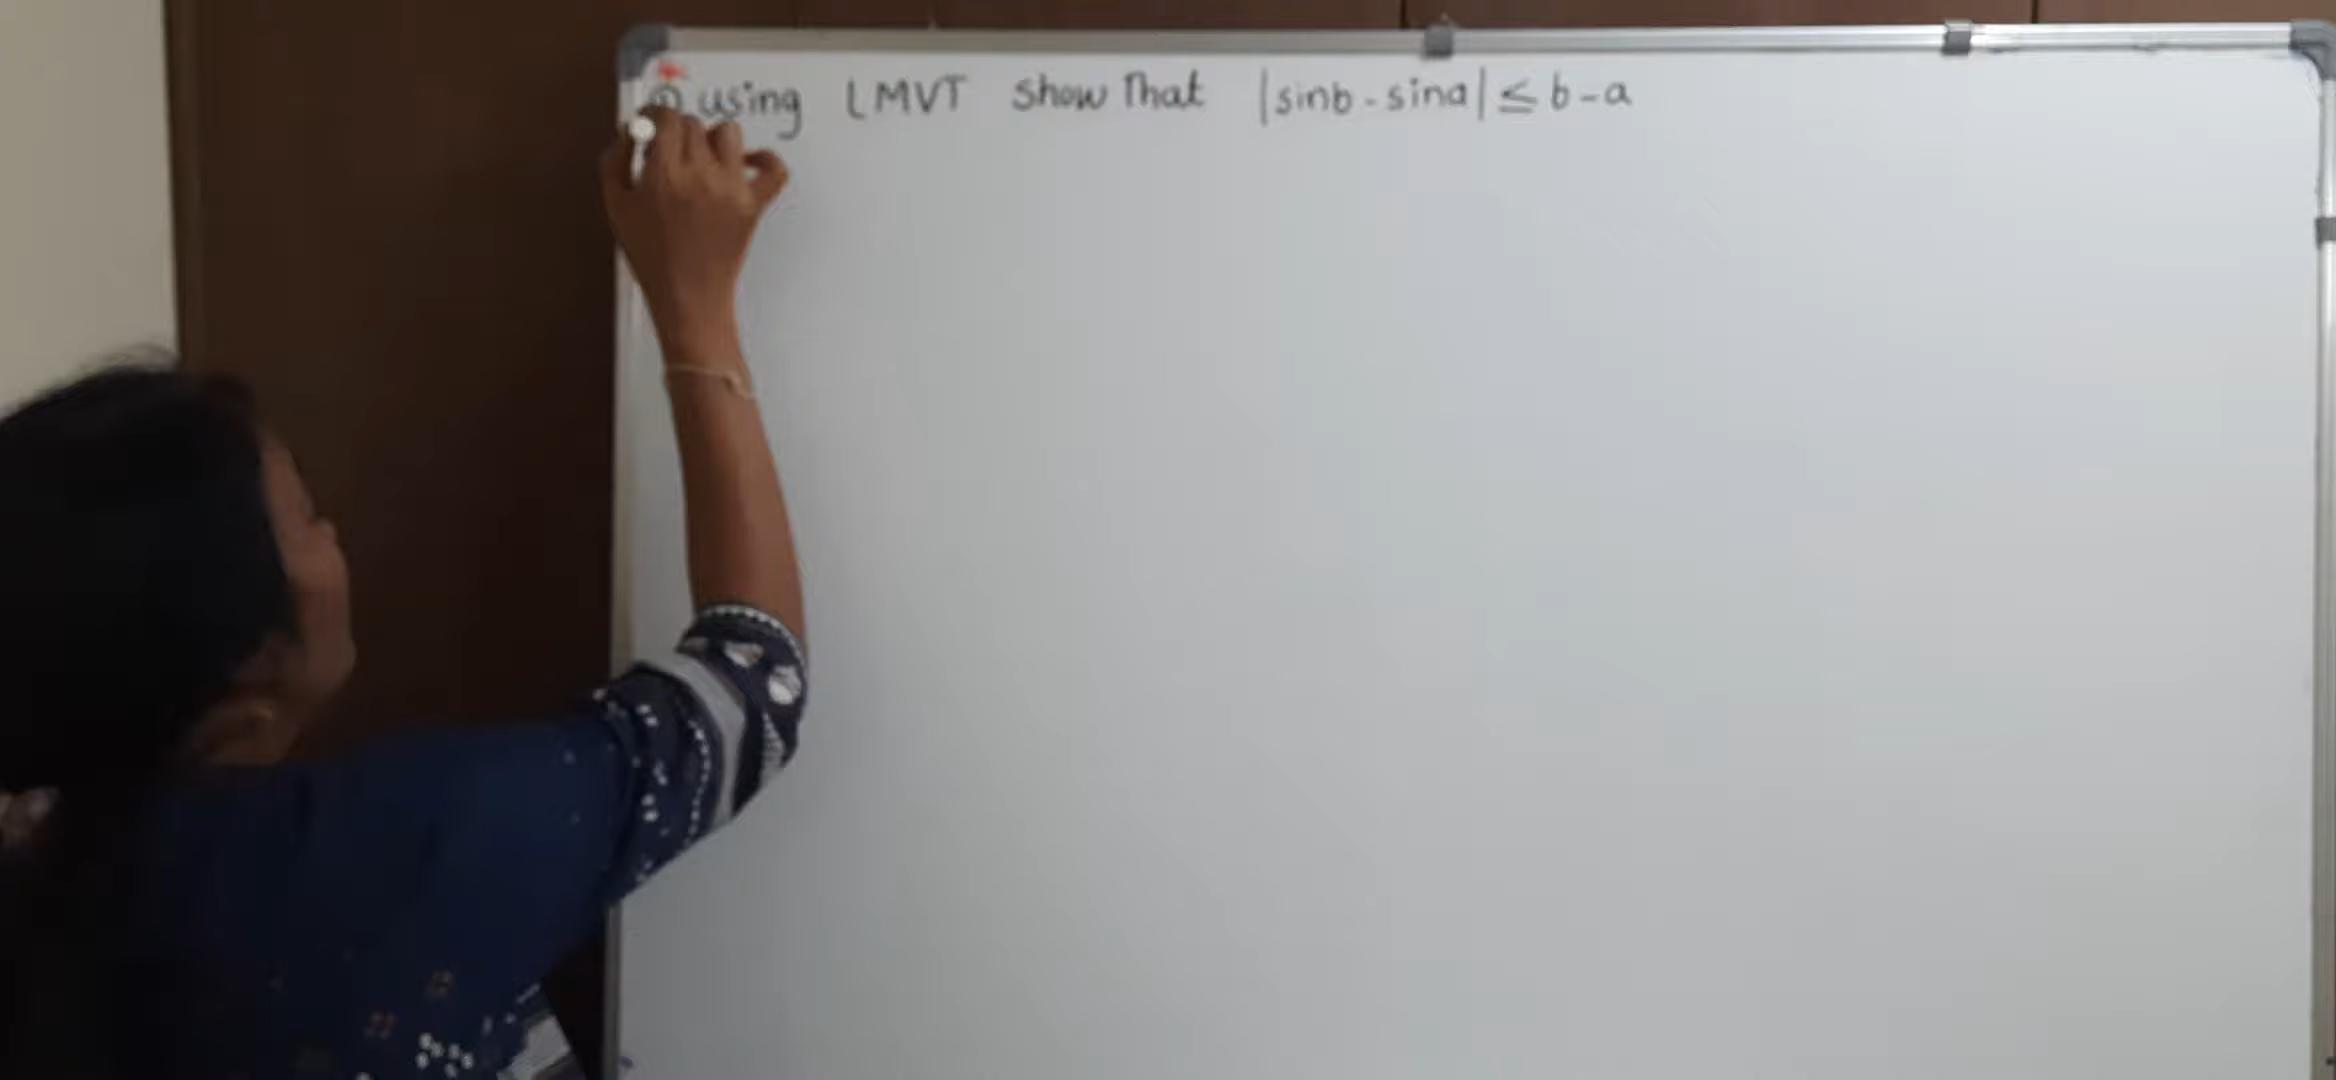 using LMVT show That |sinb - sina| ≤ b - a